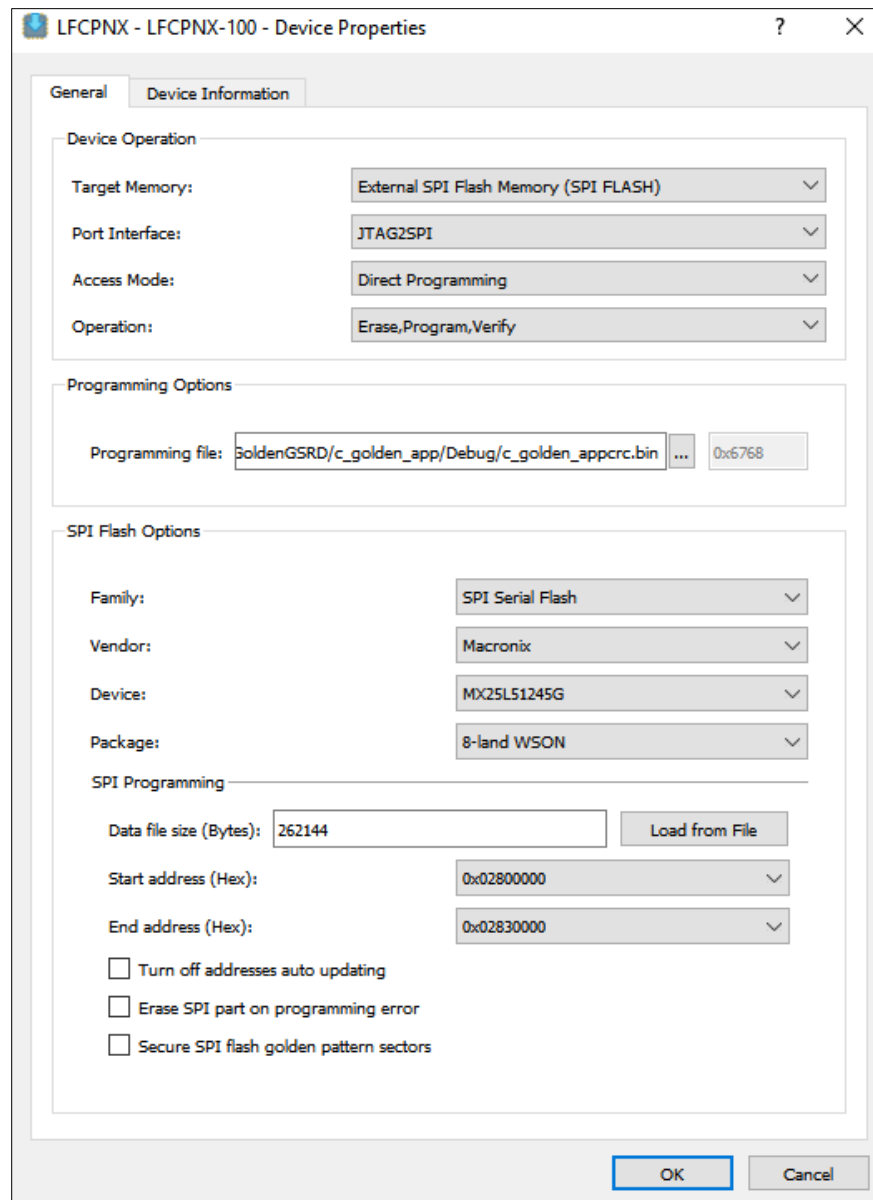 LFCPNX - LFCPNX-100 - Device Properties ?
General Device Information
Device Operation
Target Memory: External SPI Flash Memory (SPI FLASH)
Port Interface: JTAG2SPI
Access Mode: Direct Programming
Operation: Erase,Program,Verify
Programming Options
Programming file: GoldenGSRD/c_golden_app/Debug/c_golden_appcrc.bin ... 0x6768
SPI Flash Options
Family: SPI Serial Flash
Vendor: Macronix
Device: MX25L51245G
Package: 8-land WSON
SPI Programming
Data file size (Bytes): 262144 Load from File
Start address (Hex): 0x02800000
End address (Hex): 0x02830000
Turn off addresses auto updating
Erase SPI part on programming error
Secure SPI flash golden pattern sectors
OK Cancel